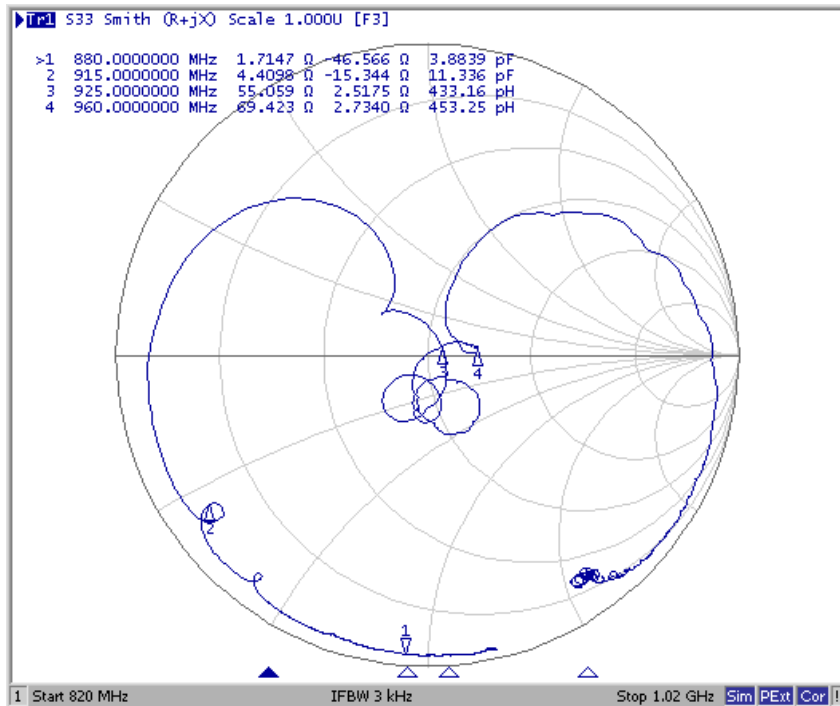 Tr1 S33 Smith (R+jX) Scale 1.000U [F3]
>1 880.0000000 MHz 1.7147 Ω -46.566 Ω 3.8839 pF
2 915.0000000 MHz 4.4098 Ω -15.344 Ω 11.336 pF
3 925.0000000 MHz 55.059 Ω 2.5175 Ω 433.16 pH
4 960.0000000 MHz 69.423 Ω 2.7340 Ω 453.25 pH
3
4
2
1
1 Start 820 MHz IFBW 3 kHz Stop 1.02 GHz Sim PExt Cor !